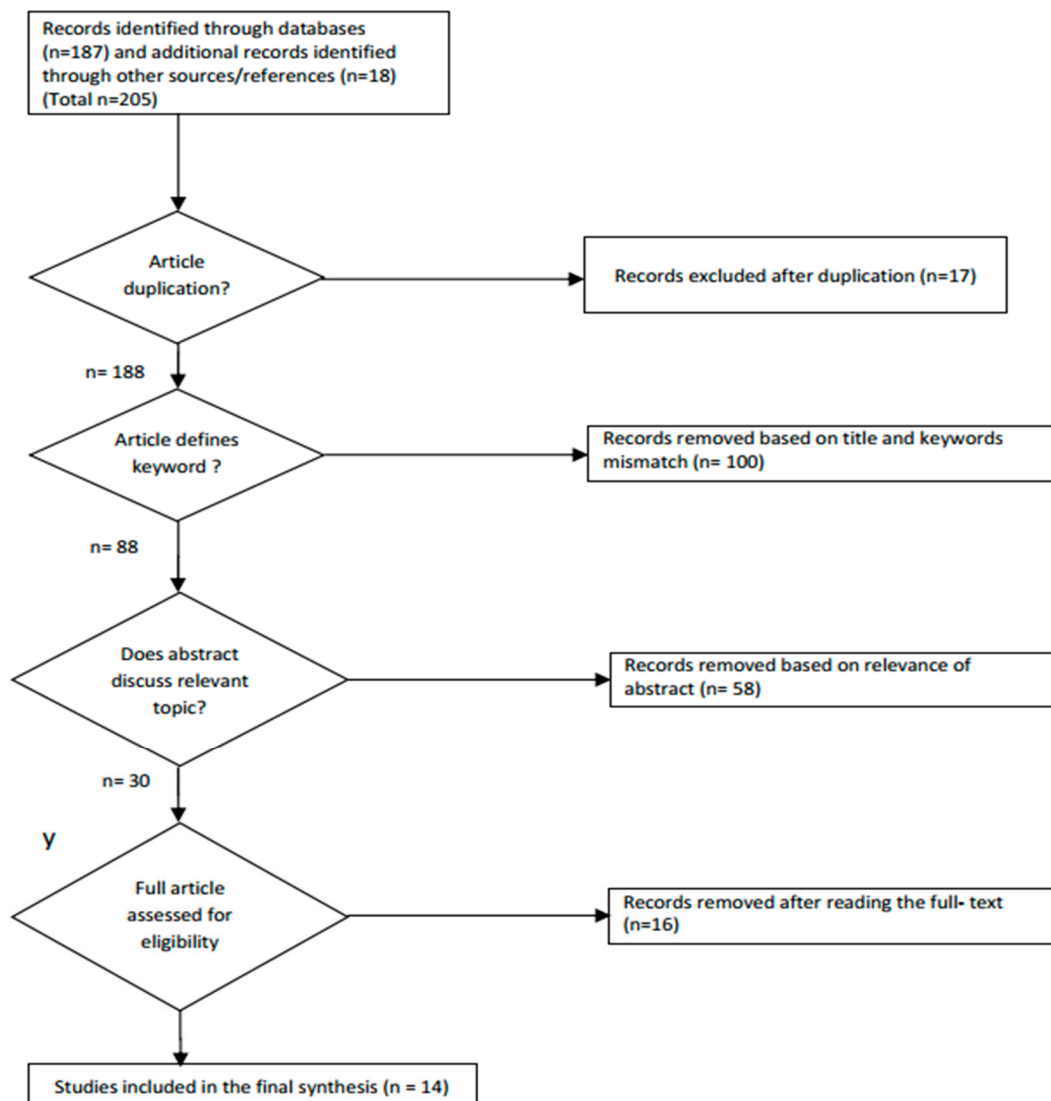 Records identified through databases
(n=187) and additional records identified
through other sources/references (n=18)
(Total n=205)
Article
duplication?
Records excluded after duplication (n=17)
n= 188
Article defines
keyword ?
Records removed based on title and keywords
mismatch (n= 100)
n= 88
Does abstract
discuss relevant
topic?
Records removed based on relevance of
abstract (n= 58)
n= 30
y
Full article
assessed for
eligibility
Records removed after reading the full- text
(n=16)
Studies included in the final synthesis (n = 14)